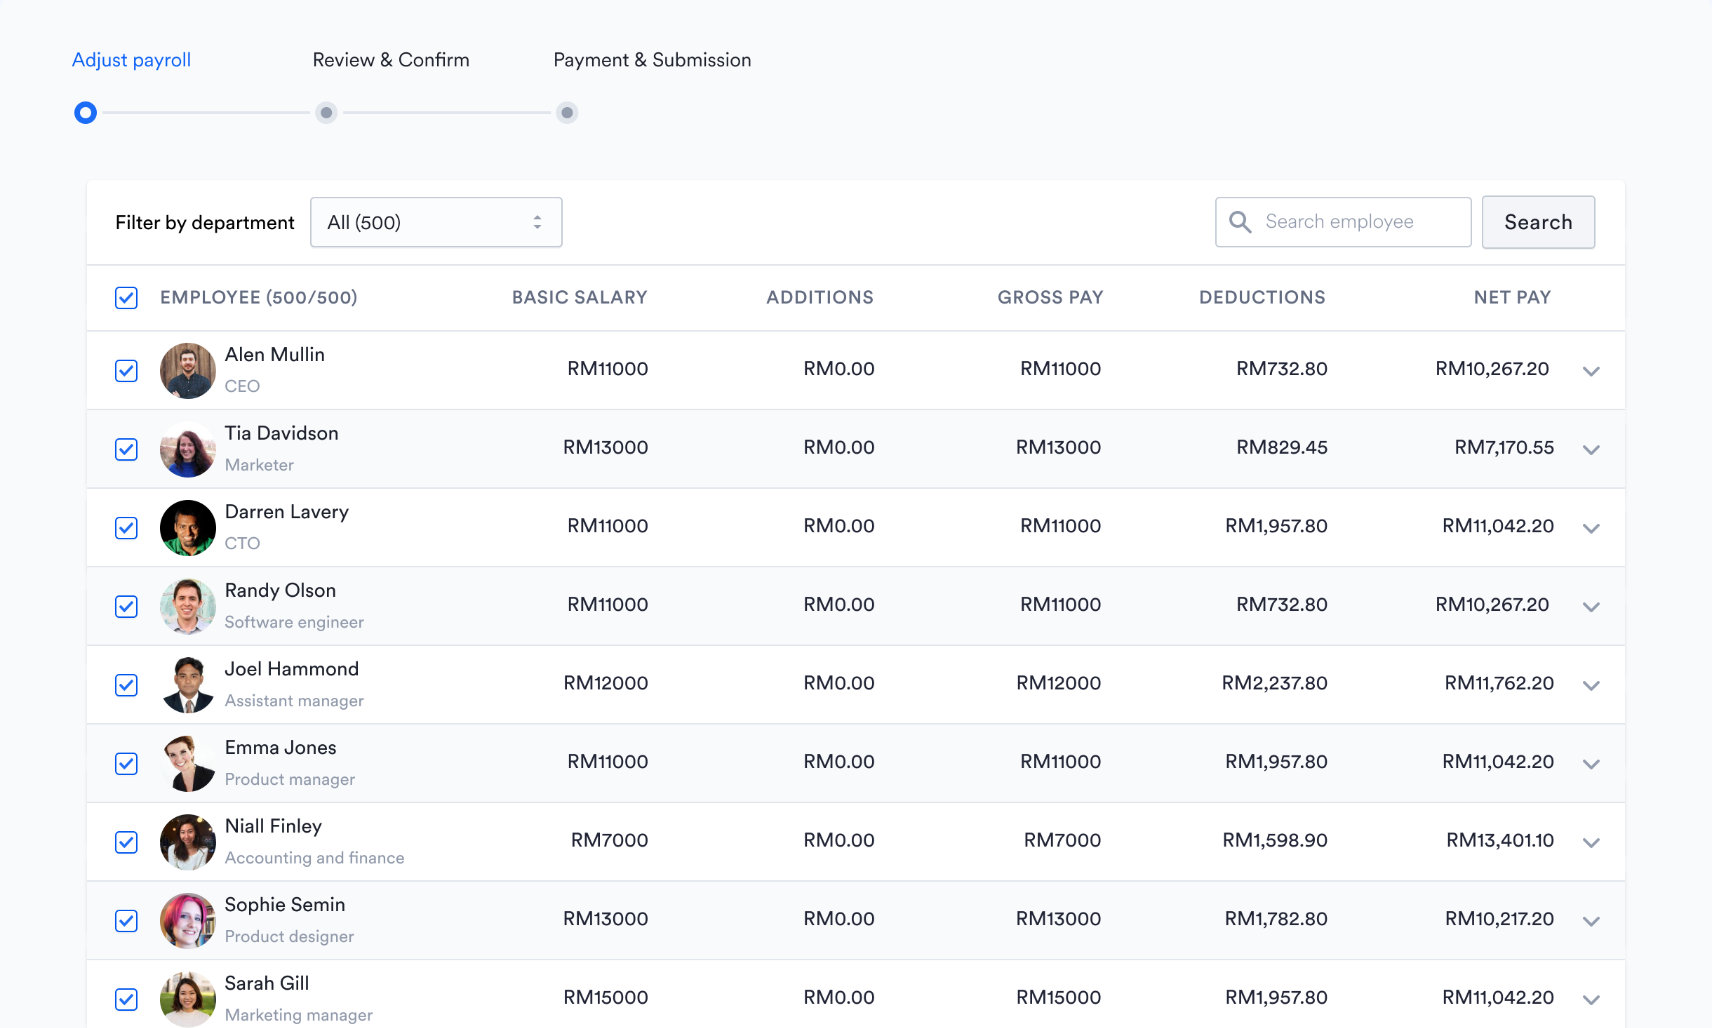 Adjust payroll Review & Confirm Payment & Submission
Filter by department All (500) Search employee Search
EMPLOYEE (500/500) BASIC SALARY ADDITIONS GROSS PAY DEDUCTIONS NET PAY
Alen Mullin
CEO
RM11000 RM0.00 RM11000 RM732.80 RM10,267.20
Tia Davidson
Marketer
RM13000 RM0.00 RM13000 RM829.45 RM7,170.55
Darren Lavery
CTO
RM11000 RM0.00 RM11000 RM1,957.80 RM11,042.20
Randy Olson
Software engineer
RM11000 RM0.00 RM11000 RM732.80 RM10,267.20
Joel Hammond
Assistant manager
RM12000 RM0.00 RM12000 RM2,237.80 RM11,762.20
Emma Jones
Product manager
RM11000 RM0.00 RM11000 RM1,957.80 RM11,042.20
Niall Finley
Accounting and finance
RM7000 RM0.00 RM7000 RM1,598.90 RM13,401.10
Sophie Semin
Product designer
RM13000 RM0.00 RM13000 RM1,782.80 RM10,217.20
Sarah Gill
Marketing manager
RM15000 RM0.00 RM15000 RM1,957.80 RM11,042.20